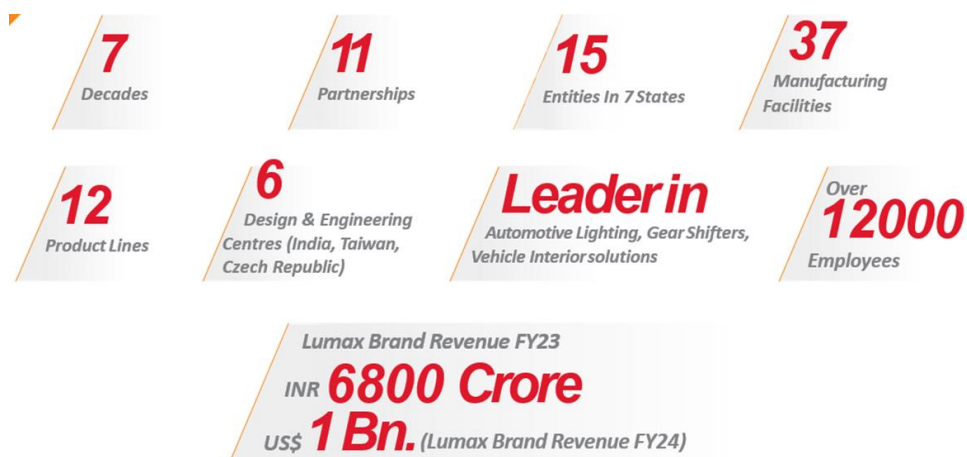 7
Decades
11
Partnerships
15
Entities In 7 States
37
Manufacturing
Facilities
12
Product Lines
6
Design & Engineering
Centres (India, Taiwan,
Czech Republic)
Leader in
Automotive Lighting, Gear Shifters,
Vehicle Interior solutions
Over
12000
Employees
Lumax Brand Revenue FY23
INR 6800 Crore
US$ 1 Bn. (Lumax Brand Revenue FY24)